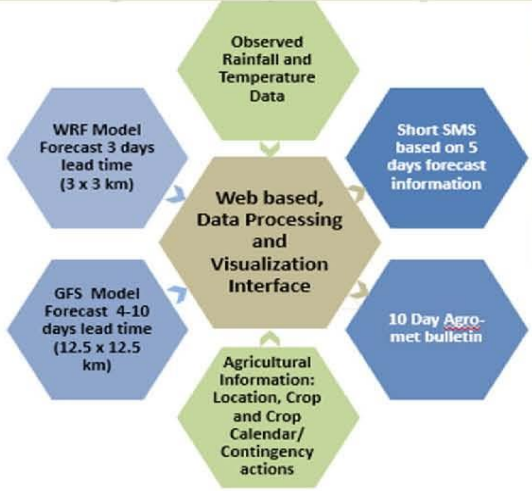 Observed
Rainfall and
Temperature
Data
WRF Model
Forecast 3 days
lead time
(3 x 3 km)
Short SMS
based on 5
days forecast
information
Web based,
Data Processing
and
Visualization
Interface
GFS Model
Forecast 4-10
days lead time
(12.5 x 12.5
km)
10 Day Agro-
met bulletin
Agricultural
Information:
Location, Crop
and Crop
Calendar/
Contingency
actions